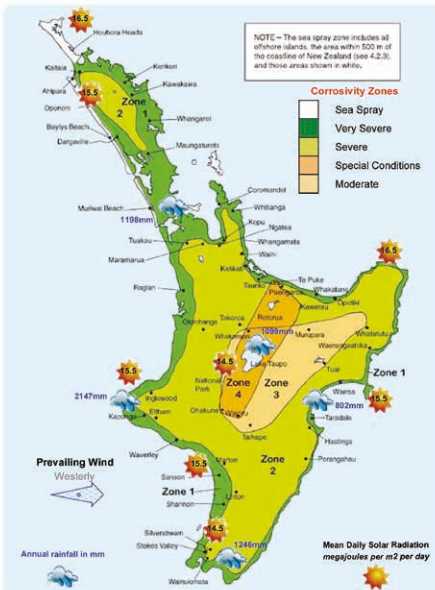 16.5
Houhora Heads
NOTE – The sea spray zone includes all
offshore islands, the area within 500 m of
the coastline of New Zealand (see 4.2.3),
and those areas shown in white.
Kaitaia
Kerikeri
Ahipara
Kawakawa
Opononi
15.5
Zone
1
2
Whangarei
Baylys Beach
Dargaville
Maungaturoto
Corrosivity Zones
Sea Spray
Very Severe
Severe
Special Conditions
Moderate
Coromandel
Muriwai Beach
1198mm
Whitianga
Kopu
Ngatea
Tuakau
Whangamata
Maramarua
Waihi
16.5
Katikati
Te Puke
Tauriko
Paengaroa
Whakatane
Raglan
Kawerau
Opotiki
Rotorua
Tokoroa
Otorohanga
1099mm
Murupara
Whakamaru
Whatatutu
Waerengaahika
14.5
Lake Taupo
Tuai
Zone 1
15.5
National
Park
Zone
4
Zone
3
Wairoa
2147mm
Inglewood
802mm
15.5
Kaponga
Eltham
Ohakune
Waiouru
Taradale
Taihape
Hastings
Waverley
Zone
2
Prevailing Wind
Westerly
Marton
Porangahau
15.5
Sanson
Zone 1
Linton
Shannon
14.5
Silverstream
Annual rainfall in mm
Stokes Valley
1246mm
Mean Daily Solar Radiation
megajoules per m2 per day
Wainuiomata